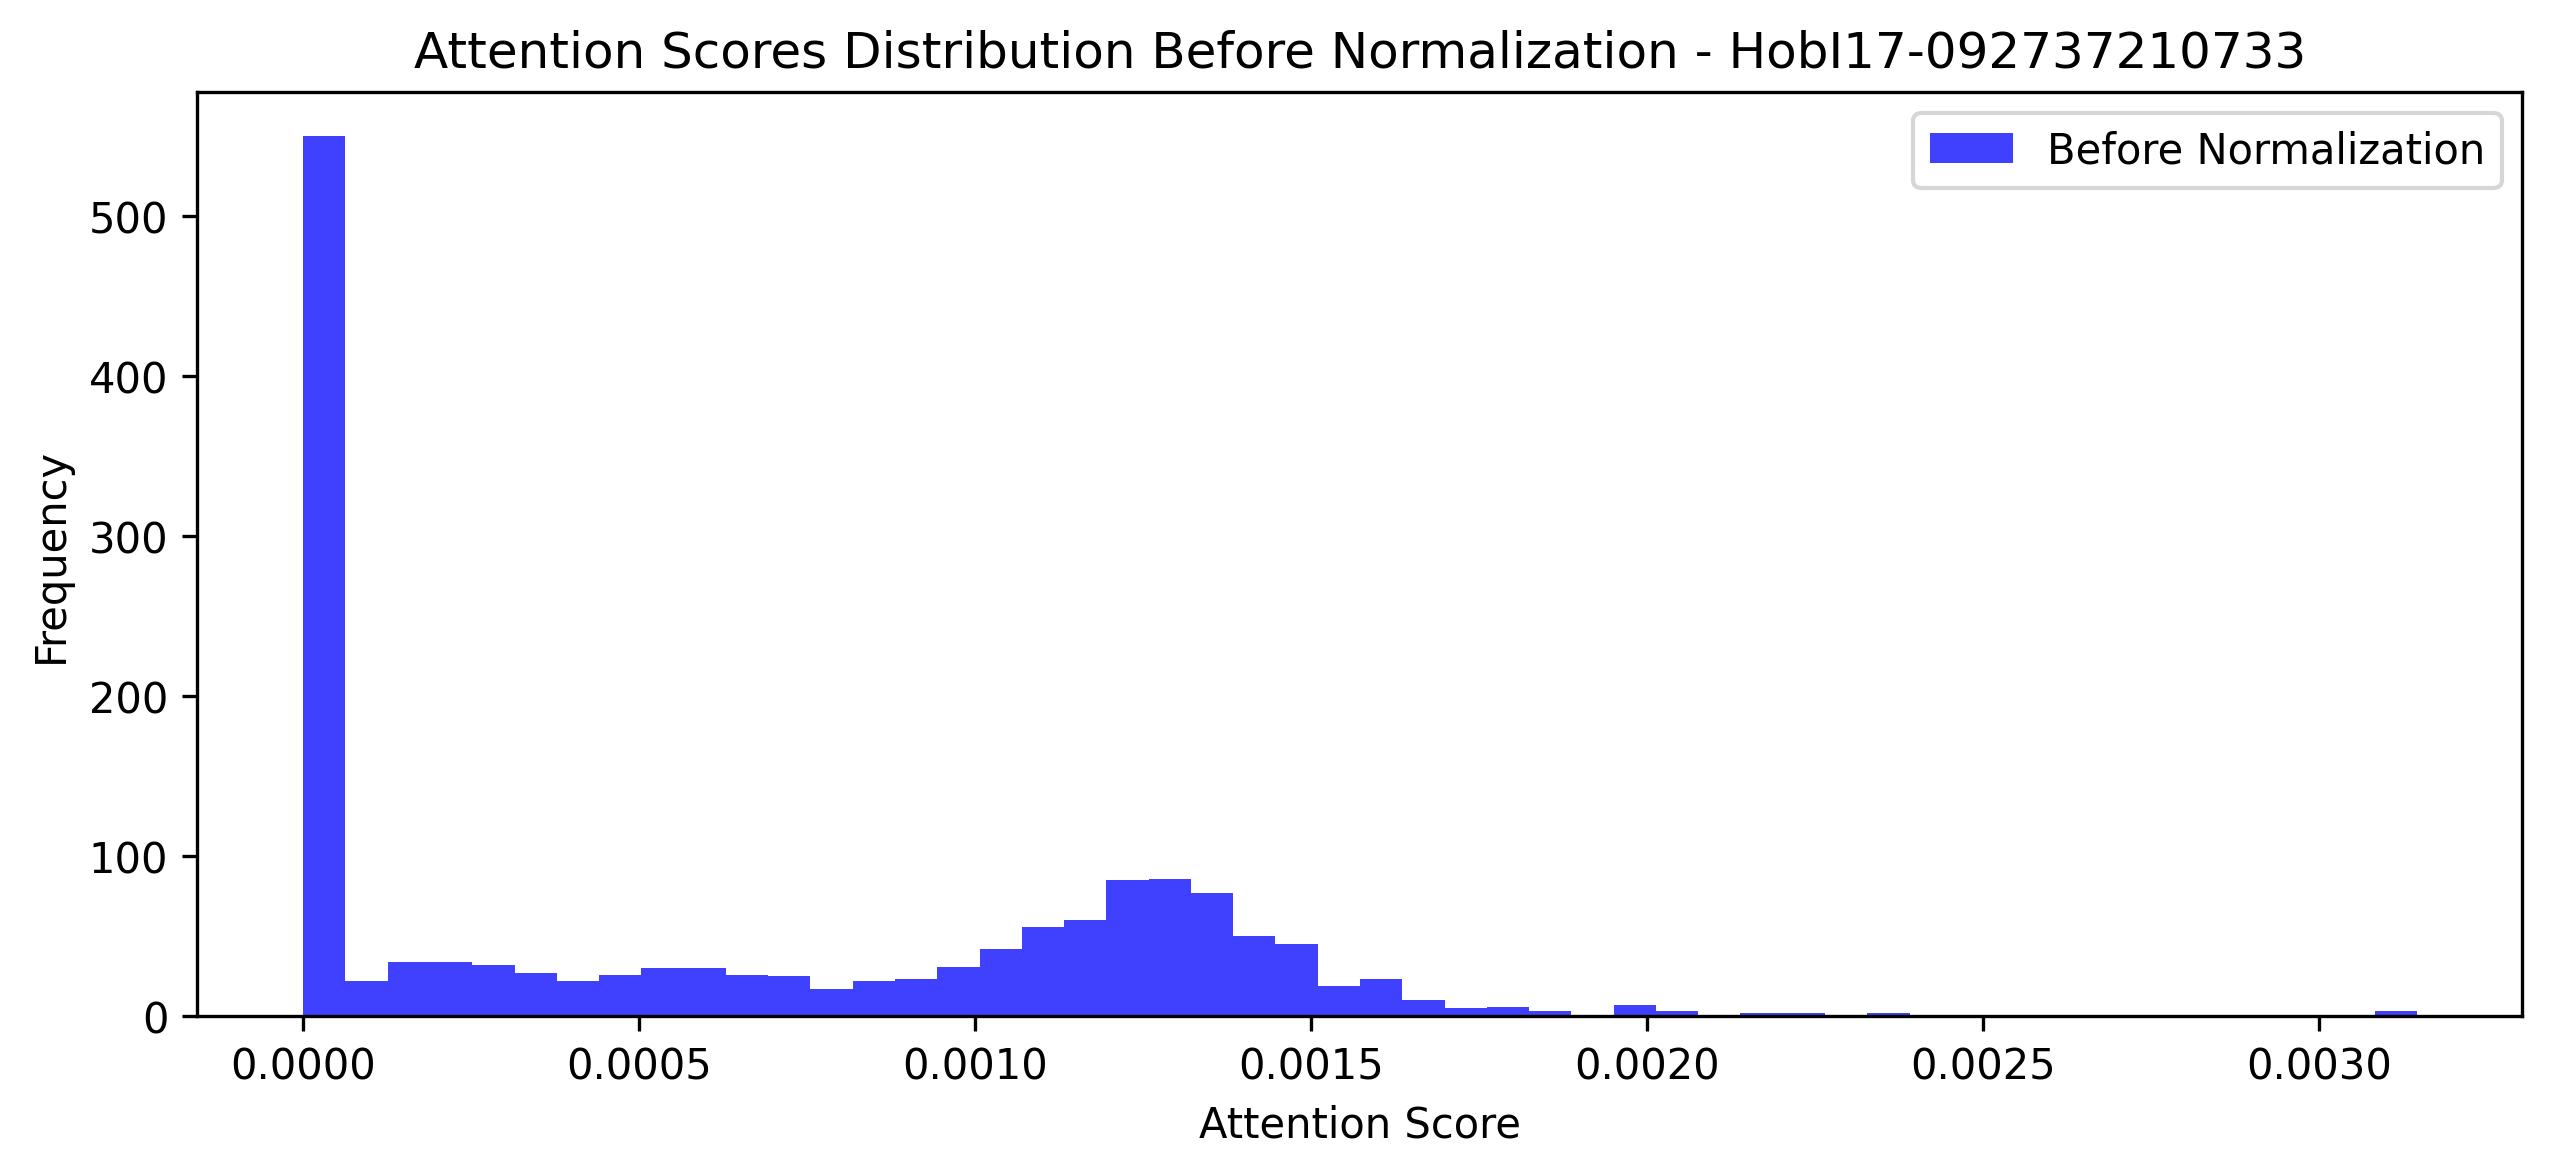 Attention Scores Distribution Before Normalization - HobI17-092737210733
Before Normalization
Frequency
500
400
300
200
100
0
0.0000 0.0005 0.0010 0.0015 0.0020 0.0025 0.0030
Attention Score